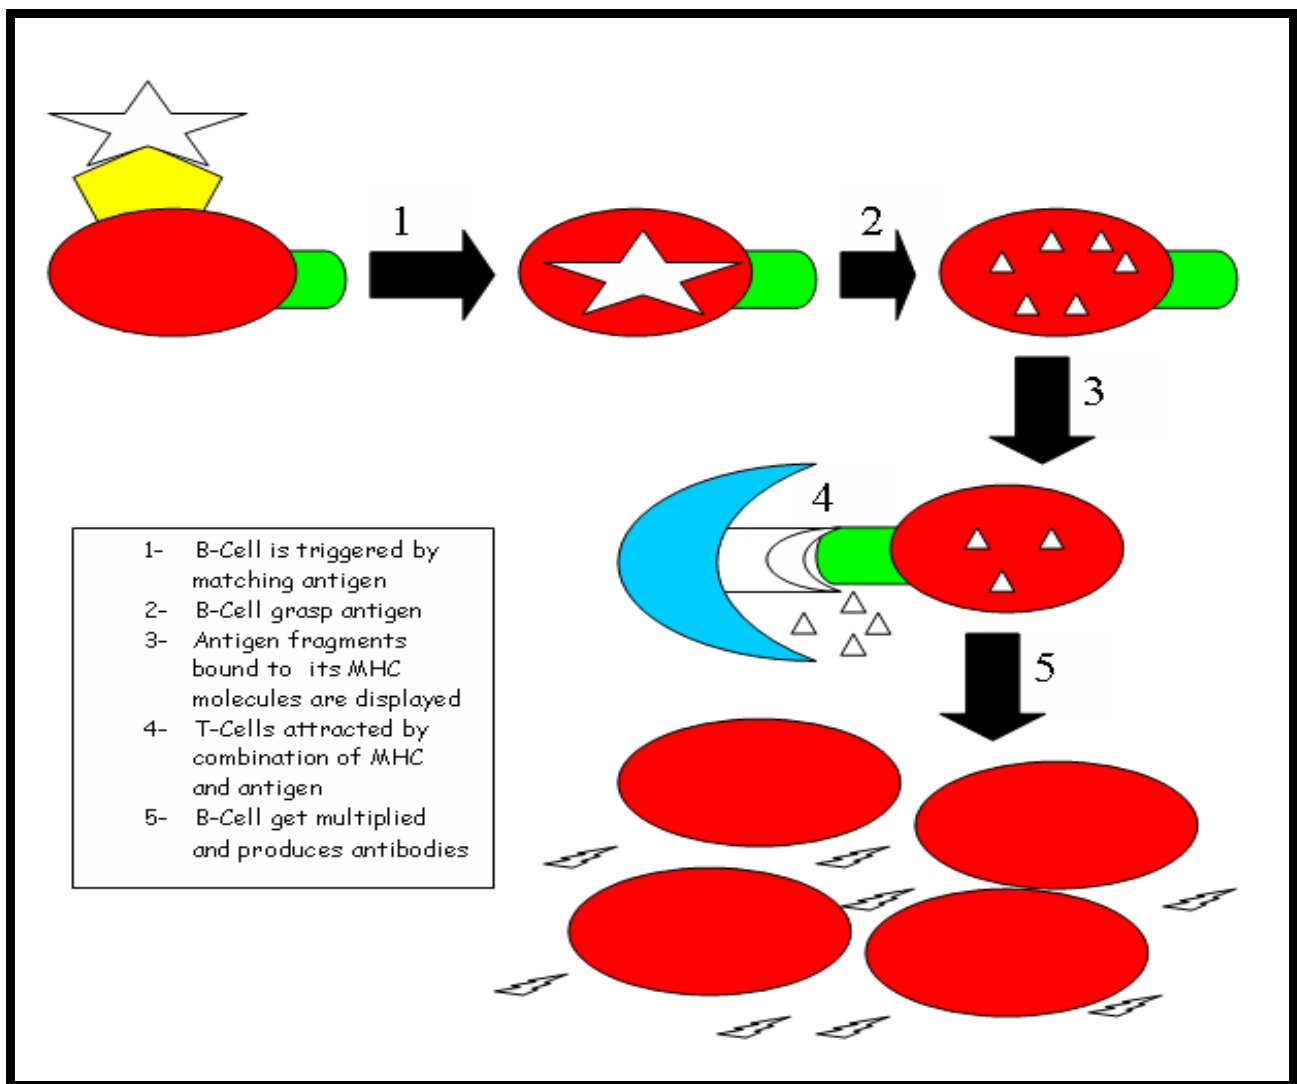 1
2
3
4
5
1- B-Cell is triggered by
matching antigen
2- B-Cell grasp antigen
3- Antigen fragments
bound to its MHC
molecules are displayed
4- T-Cells attracted by
combination of MHC
and antigen
5- B-Cell get multiplied
and produces antibodies